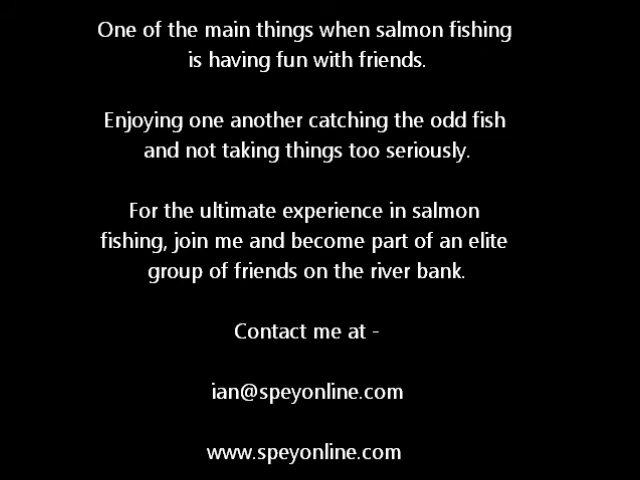 One of the main things when salmon fishing
is having fun with friends.
Enjoying one another catching the odd fish
and not taking things too seriously.
For the ultimate experience in salmon
fishing, join me and become part of an elite
group of friends on the river bank.
Contact me at -
ian@speyonline.com
www.speyonline.com